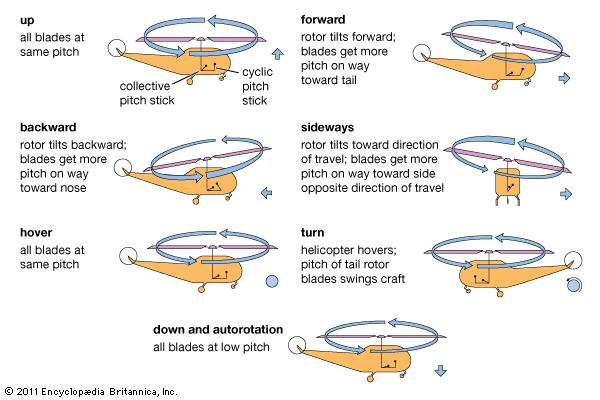 up
all blades at
same pitch
collective
pitch stick
cyclic
pitch
stick
forward
rotor tilts forward;
blades get more
pitch on way
toward tail
backward
rotor tilts backward;
blades get more
pitch on way
toward nose
sideways
rotor tilts toward direction
of travel; blades get more
pitch on way toward side
opposite direction of travel
hover
all blades at
same pitch
turn
helicopter hovers;
pitch of tail rotor
blades swings craft
down and autorotation
all blades at low pitch
© 2011 Encyclopædia Britannica, Inc.